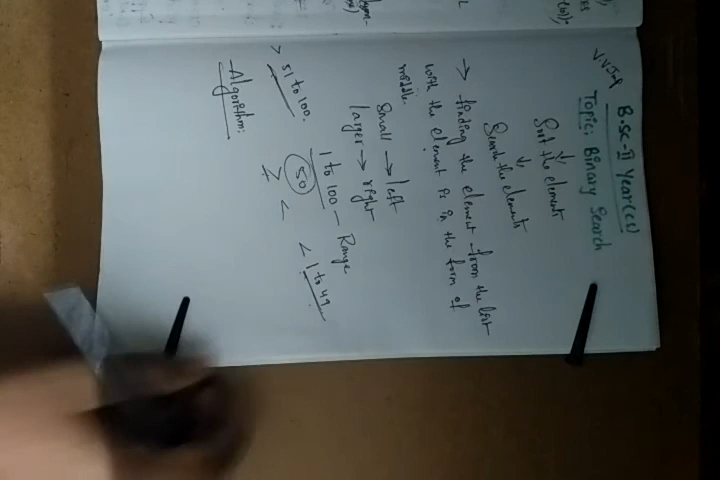 B.SC-II Year(CS)
Topic: Binary Search
Sort the element
Search the elements
→ finding the element from the list
with the element is in the form of
middle.
Small → left
larger → right
1 to 100 - Range
50
> <
> 51 to 100.
< 1 to 49
Algorithm: